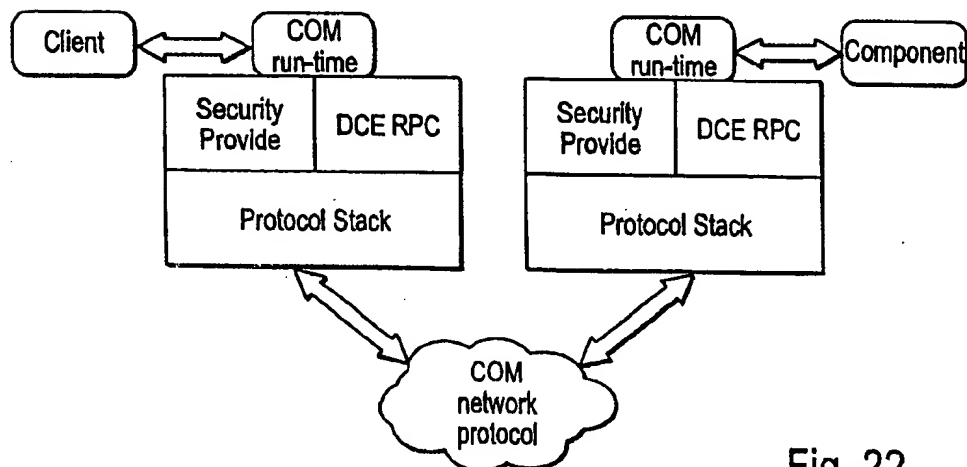 Client
COM
run-time
COM
run-time
Component
Security
Provide
DCE RPC
Security
Provide
DCE RPC
Protocol Stack
Protocol Stack
COM
network
protocol
Fig. 22